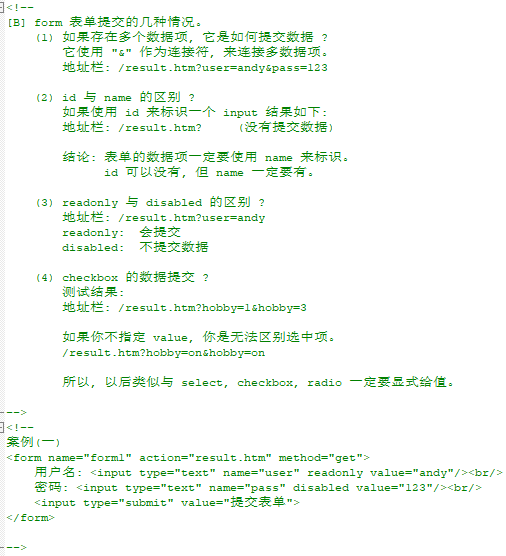 <!--
[B] form 表单提交的几种情况。
(1) 如果存在多个数据项, 它是如何提交数据 ?
它使用 "&" 作为连接符, 来连接多数据项。
地址栏: /result.htm?user=andy&pass=123
(2) id 与 name 的区别 ?
如果使用 id 来标识一个 input 结果如下:
地址栏: /result.htm? (没有提交数据)
结论: 表单的数据项一定要使用 name 来标识。
id 可以没有, 但 name 一定要有。
(3) readonly 与 disabled 的区别 ?
地址栏: /result.htm?user=andy
readonly: 会提交
disabled: 不提交数据
(4) checkbox 的数据提交 ?
测试结果:
地址栏: /result.htm?hobby=1&hobby=3
如果你不指定 value, 你是无法区别选中项。
/result.htm?hobby=on&hobby=on
所以, 以后类似与 select, checkbox, radio 一定要显式给值。
-->
<!--
案例(一)
<form name="form1" action="result.htm" method="get">
用户名: <input type="text" name="user" readonly value="andy"/><br/>
密码: <input type="text" name="pass" disabled value="123"/><br/>
<input type="submit" value="提交表单">
</form>
-->